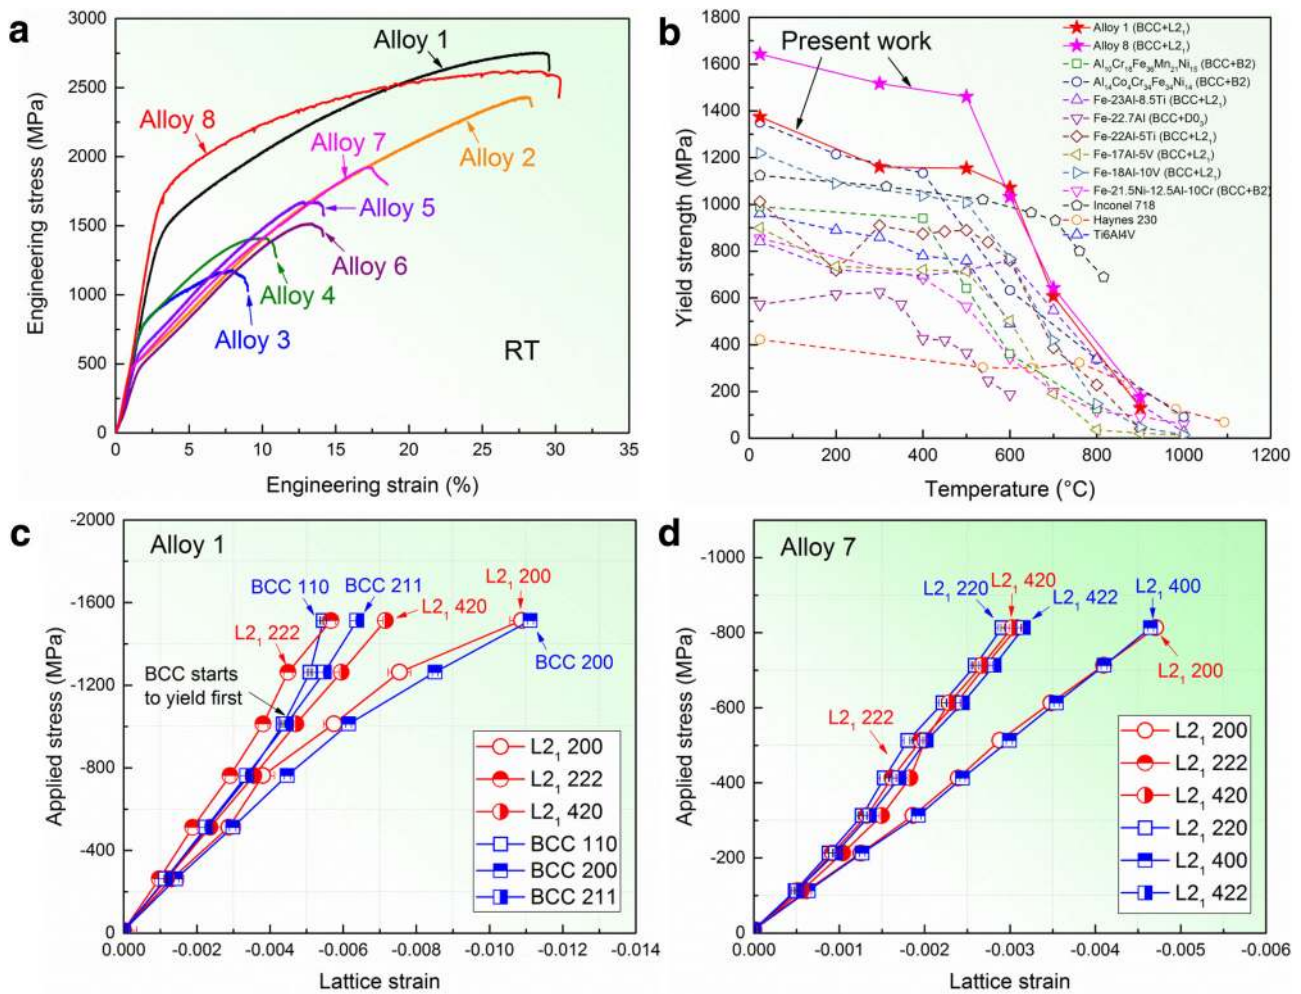 a
3000
2500
2000
1500
1000
500
0
Engineering stress (MPa)
Alloy 1
Alloy 8
Alloy 7
Alloy 2
Alloy 5
Alloy 6
Alloy 4
Alloy 3
RT
0 5 10 15 20 25 30 35
Engineering strain (%)
b
1800
1600
1400
1200
1000
800
600
400
200
0
Yield strength (MPa)
Present work
Alloy 1 (BCC+L2₁)
Alloy 8 (BCC+L2₁)
Al₁₀Cr₁₈Fe₃₆Mn₂₁Ni₁₅ (BCC+B2)
Al₁₄Co₄Cr₃₄Fe₃₄Ni₁₄ (BCC+B2)
Fe-23Al-8.5Ti (BCC+L2₁)
Fe-22.7Al (BCC+D0₃)
Fe-22Al-5Ti (BCC+L2₁)
Fe-17Al-5V (BCC+L2₁)
Fe-18Al-10V (BCC+L2₁)
Fe-21.5Ni-12.5Al-10Cr (BCC+B2)
Inconel 718
Haynes 230
Ti6Al4V
0 200 400 600 800 1000 1200
Temperature (°C)
c
-2000
-1600
-1200
-800
-400
0
Applied stress (MPa)
Alloy 1
BCC 110
BCC 211
L2₁ 200
L2₁ 420
L2₁ 222
BCC 200
BCC starts
to yield first
L2₁ 200
L2₁ 222
L2₁ 420
BCC 110
BCC 200
BCC 211
0.000 -0.002 -0.004 -0.006 -0.008 -0.010 -0.012 -0.014
Lattice strain
d
-1000
-800
-600
-400
-200
0
Applied stress (MPa)
Alloy 7
L2₁ 220
L2₁ 420
L2₁ 422
L2₁ 400
L2₁ 200
L2₁ 222
L2₁ 200
L2₁ 222
L2₁ 420
L2₁ 220
L2₁ 400
L2₁ 422
0.000 -0.001 -0.002 -0.003 -0.004 -0.005 -0.006
Lattice strain